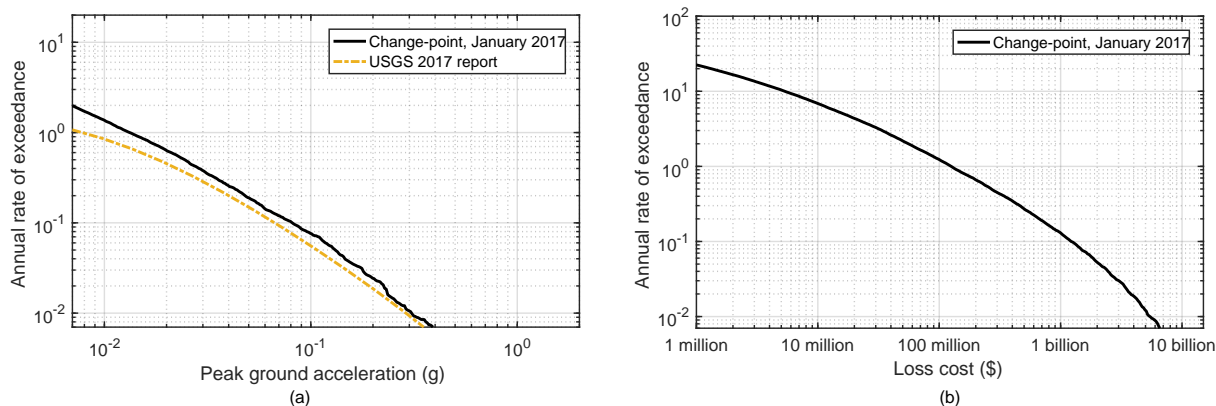 10^1
10^0
10^-1
10^-2
Annual rate of exceedance
Change-point, January 2017
USGS 2017 report
10^-2
10^-1
10^0
Peak ground acceleration (g)
(a)
10^2
10^1
10^0
10^-1
10^-2
Annual rate of exceedance
Change-point, January 2017
1 million
10 million
100 million
1 billion
10 billion
Loss cost ($)
(b)